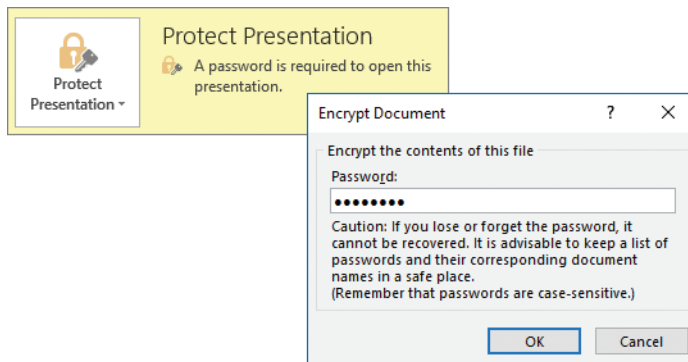 Protect Presentation
A password is required to open this
presentation.
Protect
Presentation
Encrypt Document
?
Encrypt the contents of this file
Password:
●●●●●●●●
Caution: If you lose or forget the password, it
cannot be recovered. It is advisable to keep a list of
passwords and their corresponding document
names in a safe place.
(Remember that passwords are case-sensitive.)
OK
Cancel